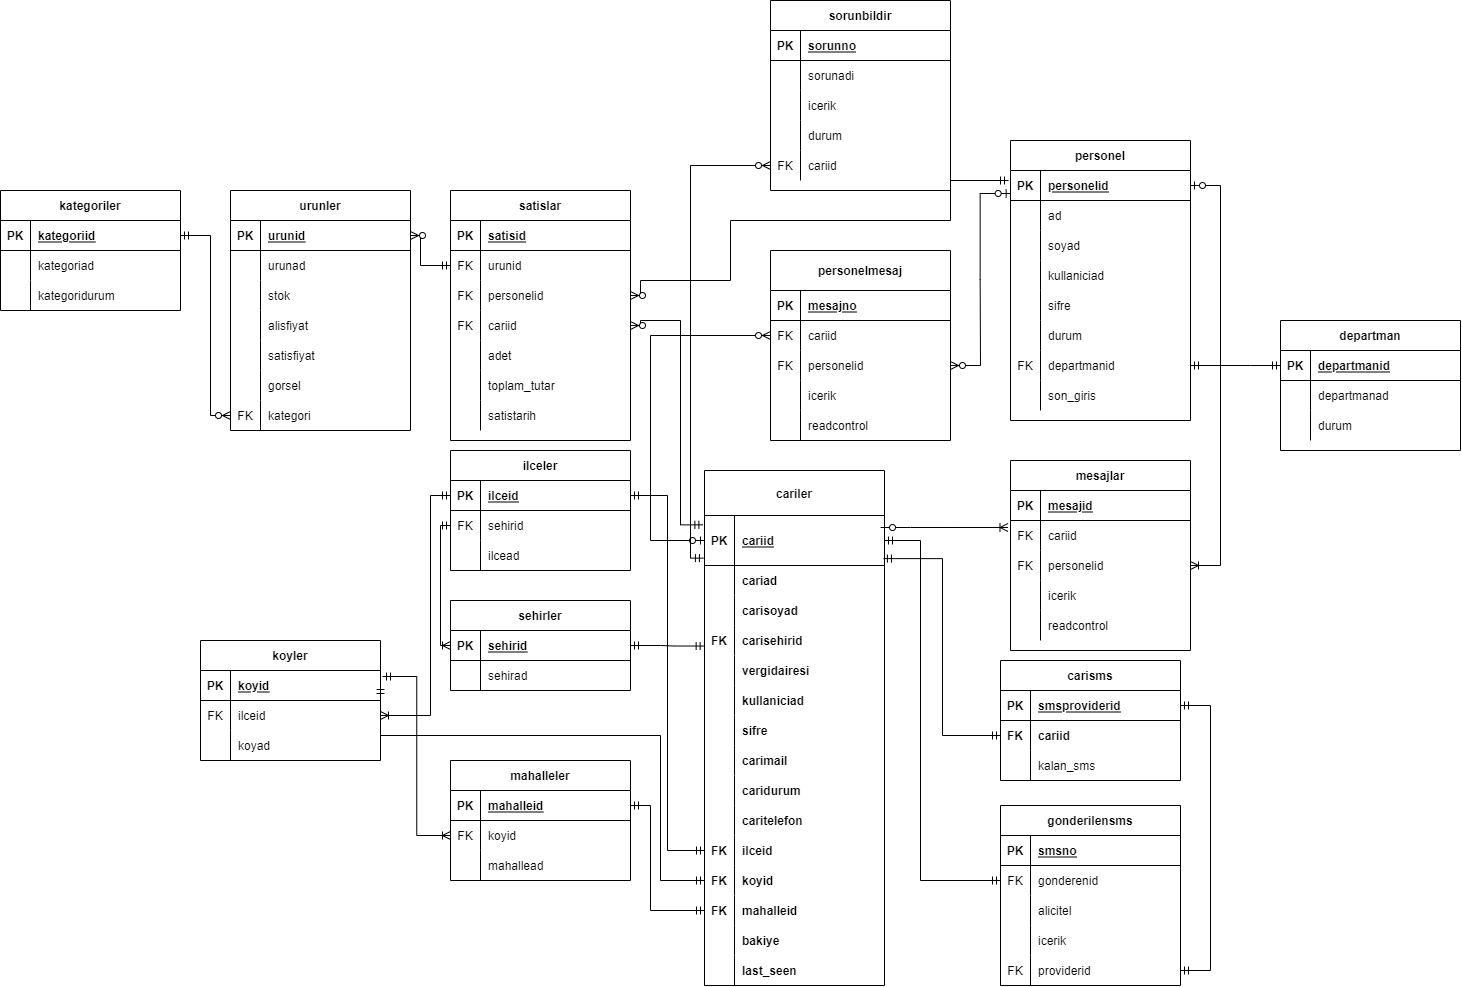 sorunbildir
PK sorunno
sorunadi
icerik
durum
FK cariid
personel
PK personelid
ad
soyad
kullaniciad
sifre
durum
FK departmanid
son_giris
kategoriler
PK kategoriid
kategoriad
kategoridurum
urunler
PK urunid
urunad
stok
alisfiyat
satisfiyat
gorsel
FK kategori
satislar
PK satisid
FK urunid
FK personelid
FK cariid
adet
toplam_tutar
satistarih
personelmesaj
PK mesajno
FK cariid
FK personelid
icerik
readcontrol
departman
PK departmanid
departmanad
durum
ilceler
PK ilceid
FK sehirid
ilcead
cariler
PK cariid
cariad
carisoyad
FK carisehirid
vergidairesi
kullaniciad
sifre
carimail
caridurum
caritelefon
FK ilceid
FK koyid
FK mahalleid
bakiye
last_seen
mesajlar
PK mesajid
FK cariid
FK personelid
icerik
readcontrol
sehirler
PK sehirid
sehirad
koyler
PK koyid
FK ilceid
koyad
carisms
PK smsproviderid
FK cariid
kalan_sms
mahalleler
PK mahalleid
FK koyid
mahallead
gonderilensms
PK smsno
FK gonderenid
alicitel
icerik
FK providerid